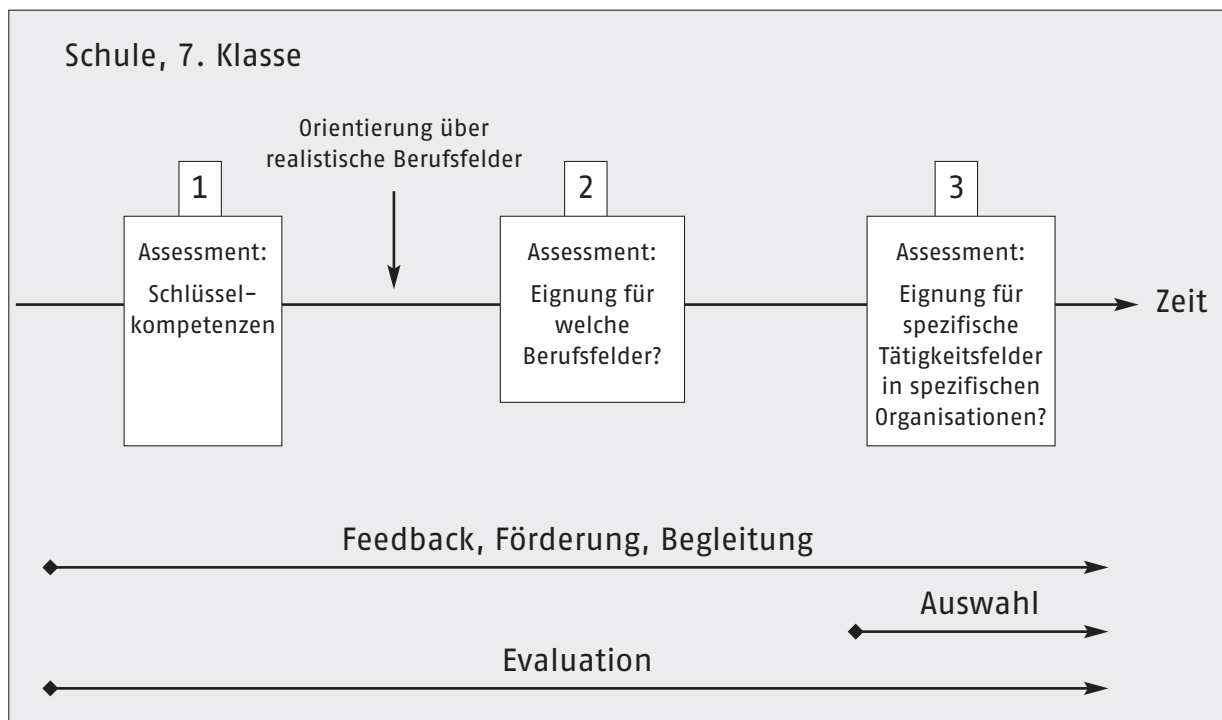 Schule, 7. Klasse
Orientierung über
realistische Berufsfelder
1
Assessment:
Schlüssel-
kompetenzen
2
Assessment:
Eignung für
welche
Berufsfelder?
3
Assessment:
Eignung für
spezifische
Tätigkeitsfelder
in spezifischen
Organisationen?
Zeit
Feedback, Förderung, Begleitung
Auswahl
Evaluation